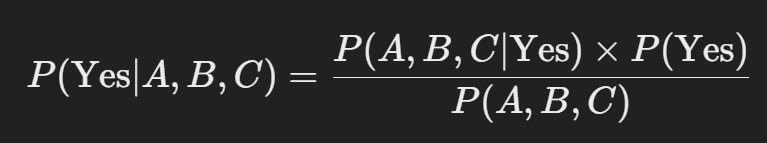 P(Yes|A, B, C) = P(A, B, C|Yes) × P(Yes) / P(A, B, C)